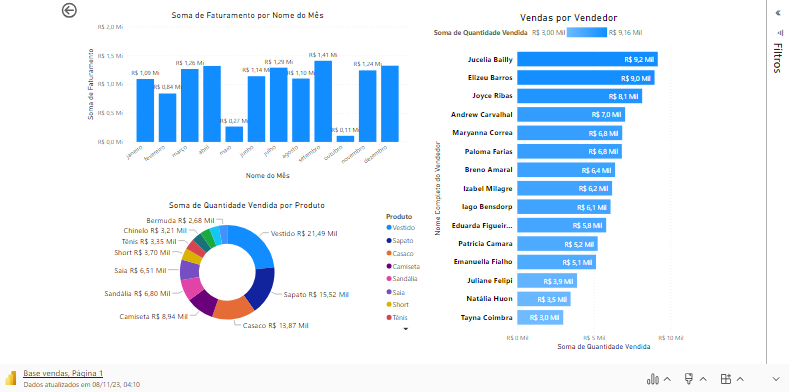 Soma de Faturamento por Nome do Mês
R$ 2,0 Mi
R$ 1,5 Mi
R$ 1,0 Mi
R$ 0,5 Mi
R$ 0,0 Mi
Soma de Faturamento
R$ 1,09 Mi
R$ 0,84 Mi
R$ 1,26 Mi
R$ 0,27 Mi
R$ 1,14 Mi
R$ 1,29 Mi
R$ 1,10 Mi
R$ 1,41 Mi
R$ 0,11 Mi
R$ 1,24 Mi
janeiro
fevereiro
março
abril
maio
junho
julho
agosto
setembro
outubro
novembro
dezembro
Nome do Mês
Soma de Quantidade Vendida por Produto
Bermuda R$ 2,68 Mil
Chinelo R$ 3,21 Mil
Tênis R$ 3,35 Mil
Short R$ 3,70 Mil
Saia R$ 6,51 Mil
Sandália R$ 6,80 Mil
Camiseta R$ 8,94 Mil
Vestido R$ 21,49 Mil
Sapato R$ 15,52 Mil
Casaco R$ 13,87 Mil
Produto
Vestido
Sapato
Casaco
Camiseta
Sandália
Saia
Short
Tênis
Vendas por Vendedor
Soma de Quantidade Vendida R$ 3,00 Mil R$ 9,16 Mil
Nome Completo do Vendedor
Jucelia Bailly R$ 9,2 Mil
Elizeu Barros R$ 9,0 Mil
Joyce Ribas R$ 8,1 Mil
Andrew Carvalhal R$ 7,0 Mil
Maryanna Correa R$ 6,8 Mil
Paloma Farias R$ 6,8 Mil
Breno Amaral R$ 6,4 Mil
Izabel Milagre R$ 6,2 Mil
Iago Bensdorp R$ 6,1 Mil
Eduarda Figueir... R$ 5,8 Mil
Patricia Camara R$ 5,2 Mil
Emanuella Fialho R$ 5,1 Mil
Juliane Felipi R$ 3,9 Mil
Natália Huon R$ 3,5 Mil
Tayna Coimbra R$ 3,0 Mil
R$ 0 Mil R$ 5 Mil R$ 10 Mil
Soma de Quantidade Vendida
Filtros
Base vendas, Página 1
Dados atualizados em 08/11/23, 04:10